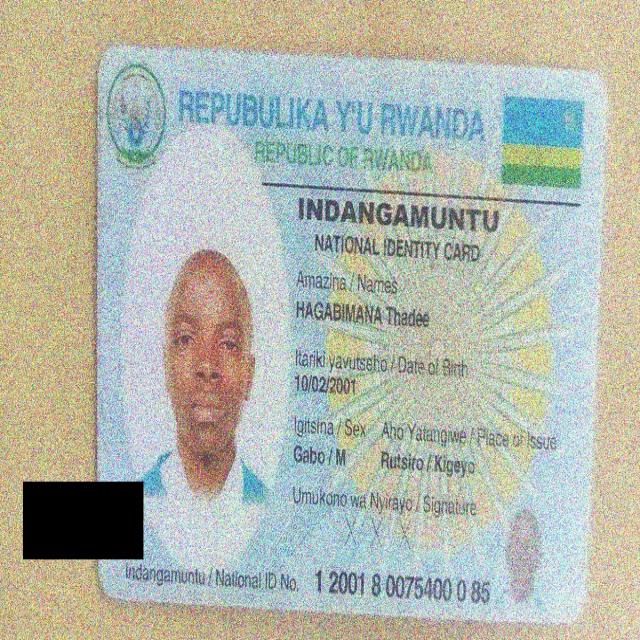 REPUBULIKA Y'U RWANDA
REPUBLIC OF RWANDA
INDANGAMUNTU
NATIONAL IDENTITY CARD
Amazina / Names
HAGABIMANA Thadée
Itariki yavutseho / Date of Birth
10/02/2001
Igitsina / Sex Aho Yatangiwe / Place of Issue
Gabo / M Rutsiro / Kigeyo
Umukono wa Nyirayo / Signature
X X X
Indangamuntu / National ID No. 1 2001 8 0075400 0 85